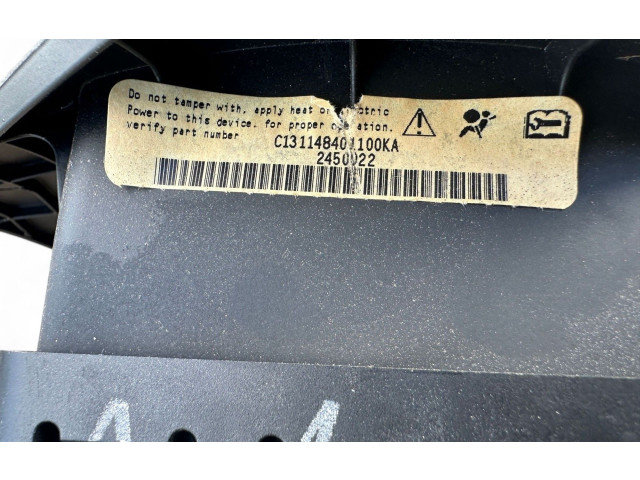 Do not tamper with, apply heat or electric
Power to this device. for proper operation.
verify part number
C131148401100KA
2450922